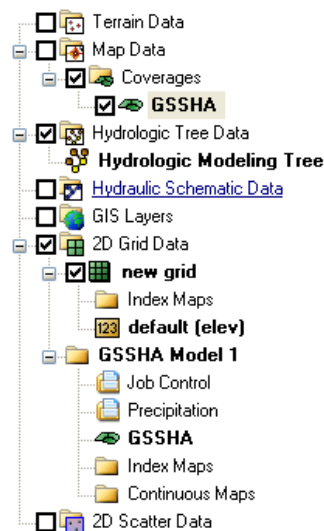 Terrain Data
Map Data
Coverages
GSSHA
Hydrologic Tree Data
Hydrologic Modeling Tree
Hydraulic Schematic Data
GIS Layers
2D Grid Data
new grid
Index Maps
123 default (elev)
GSSHA Model 1
Job Control
Precipitation
GSSHA
Index Maps
Continuous Maps
2D Scatter Data